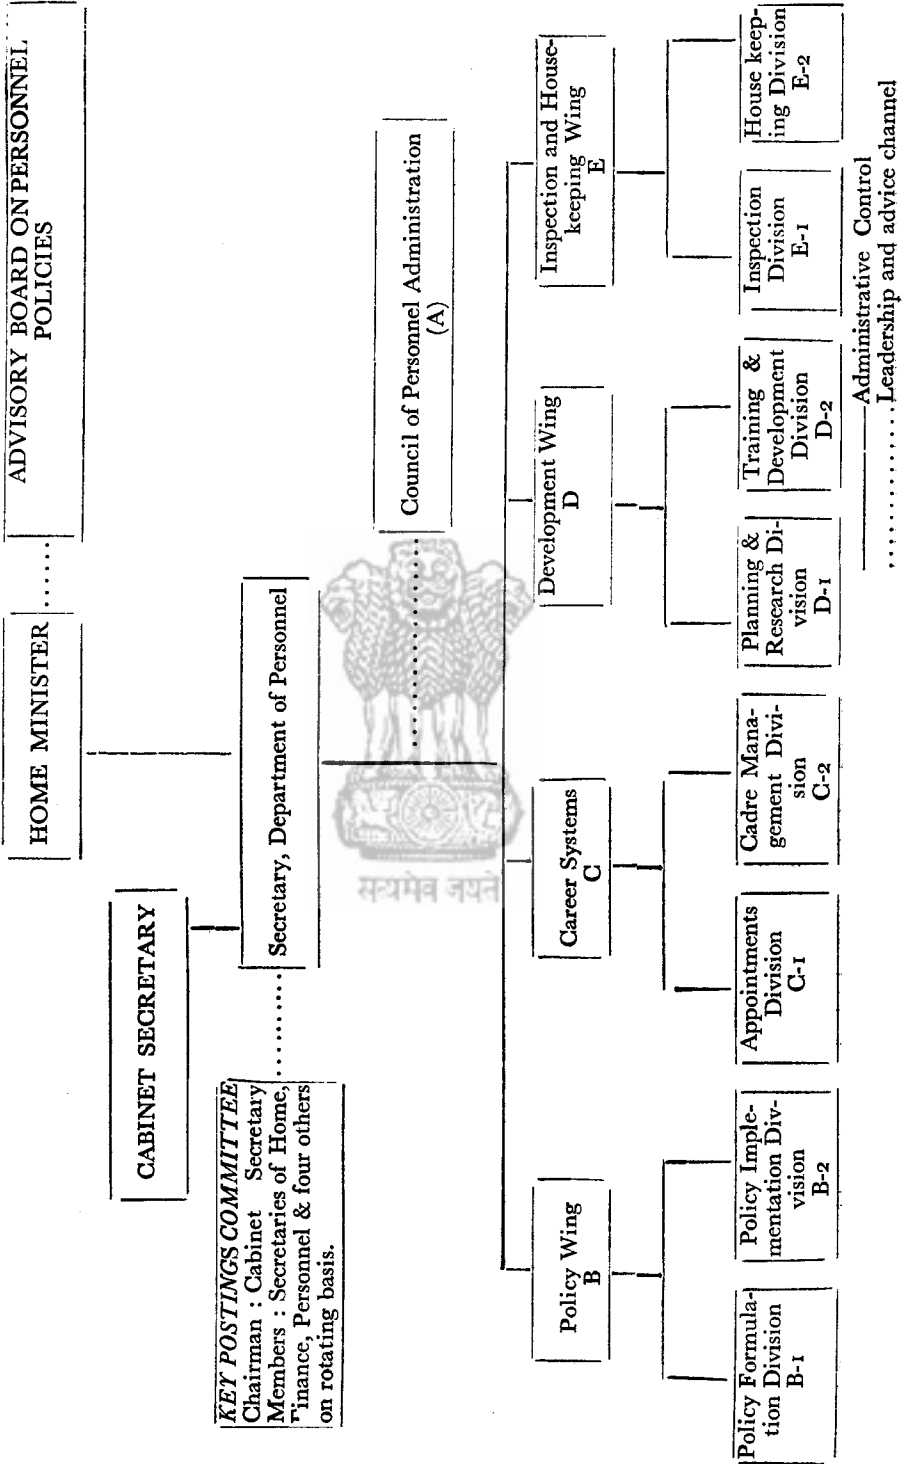 ADVISORY BOARD ON PERSONNEL
POLICIES
HOME MINISTER
CABINET SECRETARY
Secretary, Department of Personnel
KEY POSTINGS COMMITTEE
Chairman : Cabinet Secretary
Members : Secretaries of Home,
Finance, Personnel & four others
on rotating basis.
Council of Personnel Administration
(A)
सत्यमेव जयते
Policy Wing
B
Career Systems
C
Development Wing
D
Inspection and House-
keeping Wing
E
Policy Formula-
tion Division
B-1
Policy Imple-
mentation Div-
vision
B-2
Appointments
Division
C-1
Cadre Mana-
gement Divi-
sion
C-2
Planning &
Research Di-
vision
D-1
Training &
Development
Division
D-2
Inspection
Division
E-1
House keep-
ing Division
E-2
Administrative Control
Leadership and advice channel